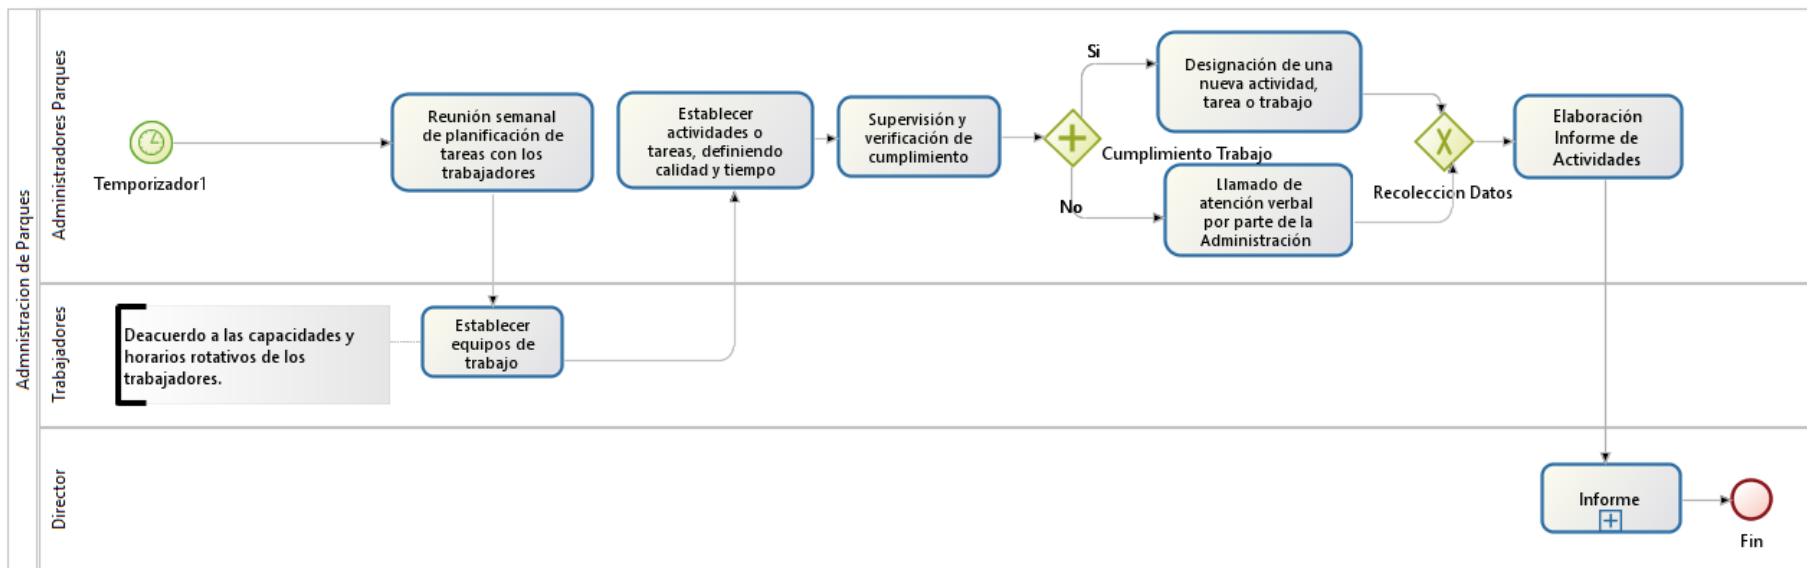 Admnistracion de Parques
Administradores Parques
Temporizador1
Reunión semanal
de planificación de
tareas con los
trabajadores
Establecer
actividades o
tareas, definiendo
calidad y tiempo
Supervisión y
verificación de
cumplimiento
Si
Cumplimiento Trabajo
No
Designación de una
nueva actividad,
tarea o trabajo
Llamado de
atención verbal
por parte de la
Administración
Recoleccion Datos
Elaboración
Informe de
Actividades
Trabajadores
Deacuerdo a las capacidades y
horarios rotativos de los
trabajadores.
Establecer
equipos de
trabajo
Director
Informe
Fin